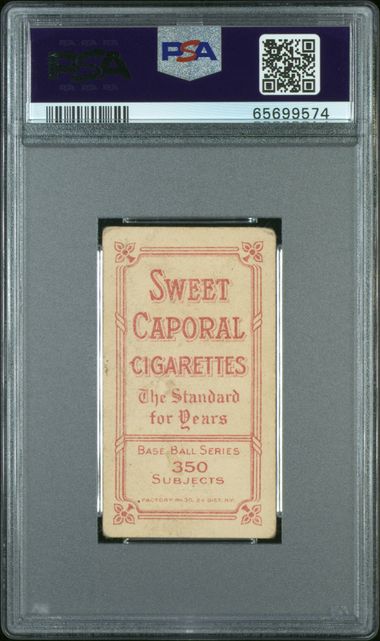 PSA
PSA
65699574
SWEET
CAPORAL
CIGARETTES
The Standard
for Years
BASE BALL SERIES
350
SUBJECTS
FACTORY NO. 30, 2D DIST. N.Y.